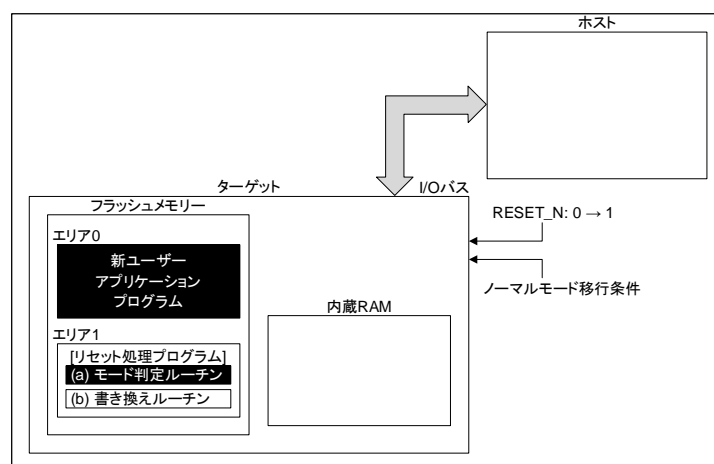 ホスト
ターゲット
I/Oバス
フラッシュメモリー
RESET_N: 0 → 1
エリア0
新ユーザー
アプリケーション
プログラム
ノーマルモード移行条件
内蔵RAM
エリア1
[リセット処理プログラム]
(a) モード判定ルーチン
(b) 書き換えルーチン